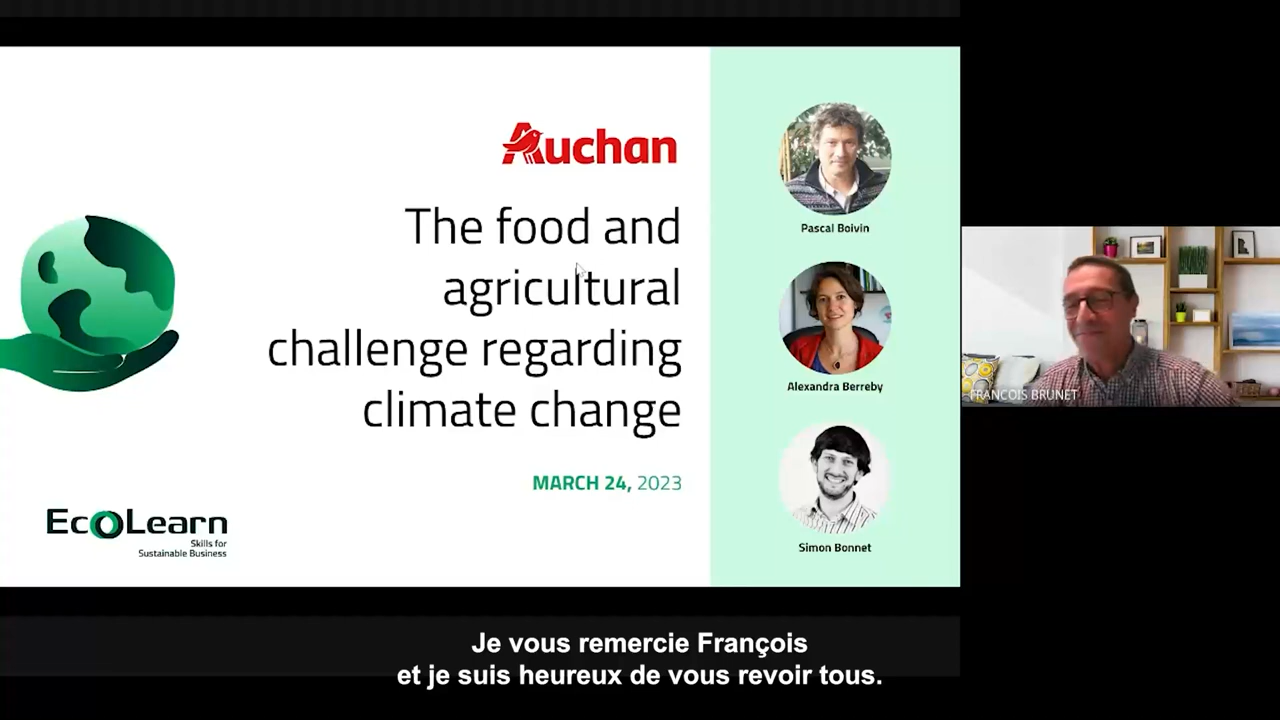 Auchan
The food and
agricultural
challenge regarding
climate change
MARCH 24, 2023
EcoLearn
Skills for
Sustainable Business
Pascal Boivin
Alexandra Berreby
Simon Bonnet
FRANCOIS BRUNET
Je vous remercie François
et je suis heureux de vous revoir tous.